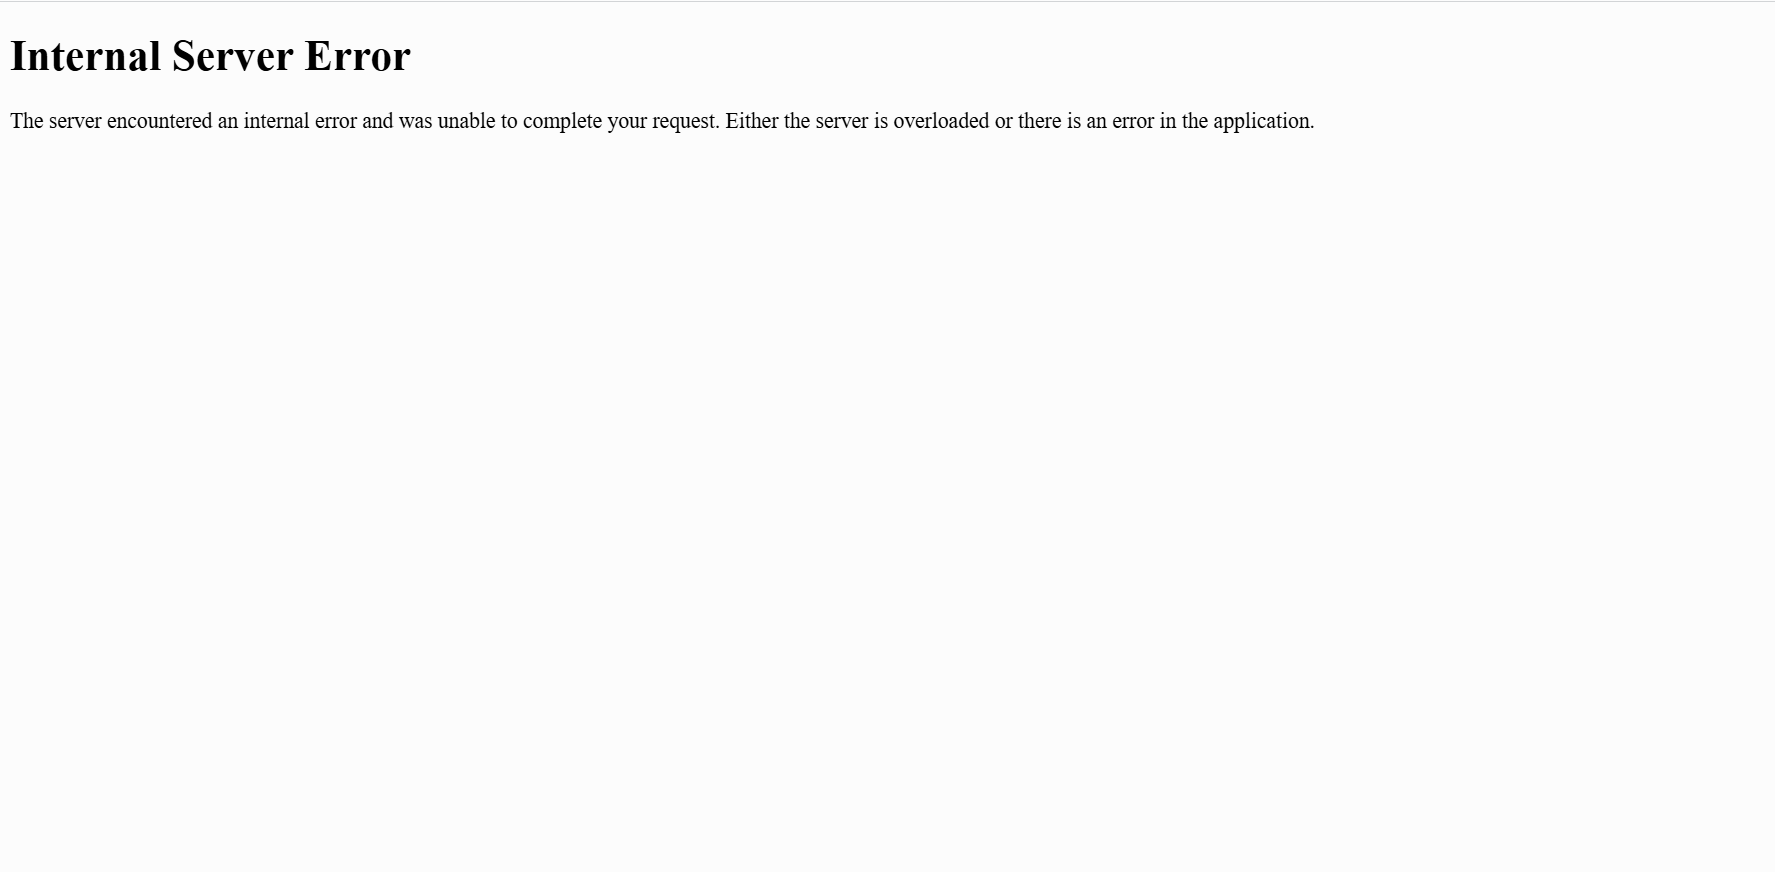 Internal Server Error
The server encountered an internal error and was unable to complete your request. Either the server is overloaded or there is an error in the application.